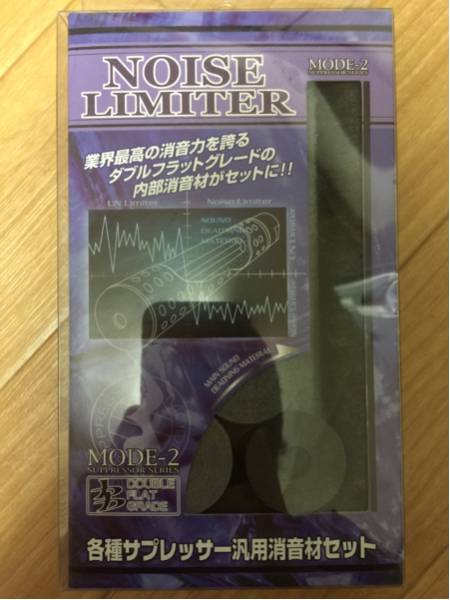 NOISE
LIMITER
MODE-2
SUPPRESSOR SERIES
業界最高の消音力を誇る
ダブルフラットグレードの
内部消音材がセットに!!
UN Limiter
Noise Limiter
SOUND
DEADNING
MATERIAL
MAIN SOUND
DEADNING MATERIAL
MODE-2
SUPPRESSOR SERIES
DOUBLE
FLAT
GRADE
各種サプレッサー汎用消音材セット